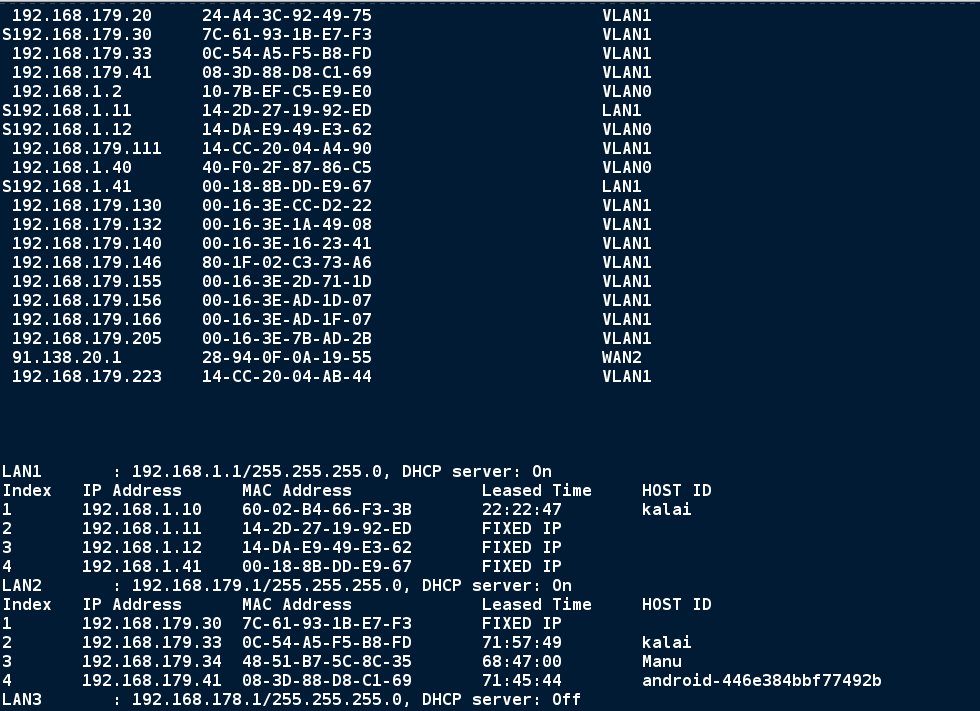 192.168.179.20 24-A4-3C-92-49-75 VLAN1
S192.168.179.30 7C-61-93-1B-E7-F3 VLAN1
192.168.179.33 0C-54-A5-F5-B8-FD VLAN1
192.168.179.41 08-3D-88-D8-C1-69 VLAN1
192.168.1.2 10-7B-EF-C5-E9-E0 VLAN0
S192.168.1.11 14-2D-27-19-92-ED LAN1
S192.168.1.12 14-DA-E9-49-E3-62 VLAN0
192.168.179.111 14-CC-20-04-A4-90 VLAN1
192.168.1.40 40-F0-2F-87-86-C5 VLAN0
S192.168.1.41 00-18-8B-DD-E9-67 LAN1
192.168.179.130 00-16-3E-CC-D2-22 VLAN1
192.168.179.132 00-16-3E-1A-49-08 VLAN1
192.168.179.140 00-16-3E-16-23-41 VLAN1
192.168.179.146 80-1F-02-C3-73-A6 VLAN1
192.168.179.155 00-16-3E-2D-71-1D VLAN1
192.168.179.156 00-16-3E-AD-1D-07 VLAN1
192.168.179.166 00-16-3E-AD-1F-07 VLAN1
192.168.179.205 00-16-3E-7B-AD-2B VLAN1
91.138.20.1 28-94-0F-0A-19-55 WAN2
192.168.179.223 14-CC-20-04-AB-44 VLAN1
LAN1 : 192.168.1.1/255.255.255.0, DHCP server: On
Index IP Address MAC Address Leased Time HOST ID
1 192.168.1.10 60-02-B4-66-F3-3B 22:22:47 kalai
2 192.168.1.11 14-2D-27-19-92-ED FIXED IP
3 192.168.1.12 14-DA-E9-49-E3-62 FIXED IP
4 192.168.1.41 00-18-8B-DD-E9-67 FIXED IP
LAN2 : 192.168.179.1/255.255.255.0, DHCP server: On
Index IP Address MAC Address Leased Time HOST ID
1 192.168.179.30 7C-61-93-1B-E7-F3 FIXED IP
2 192.168.179.33 0C-54-A5-F5-B8-FD 71:57:49 kalai
3 192.168.179.34 48-51-B7-5C-8C-35 68:47:00 Manu
4 192.168.179.41 08-3D-88-D8-C1-69 71:45:44 android-446e384bbf77492b
LAN3 : 192.168.178.1/255.255.255.0, DHCP server: Off